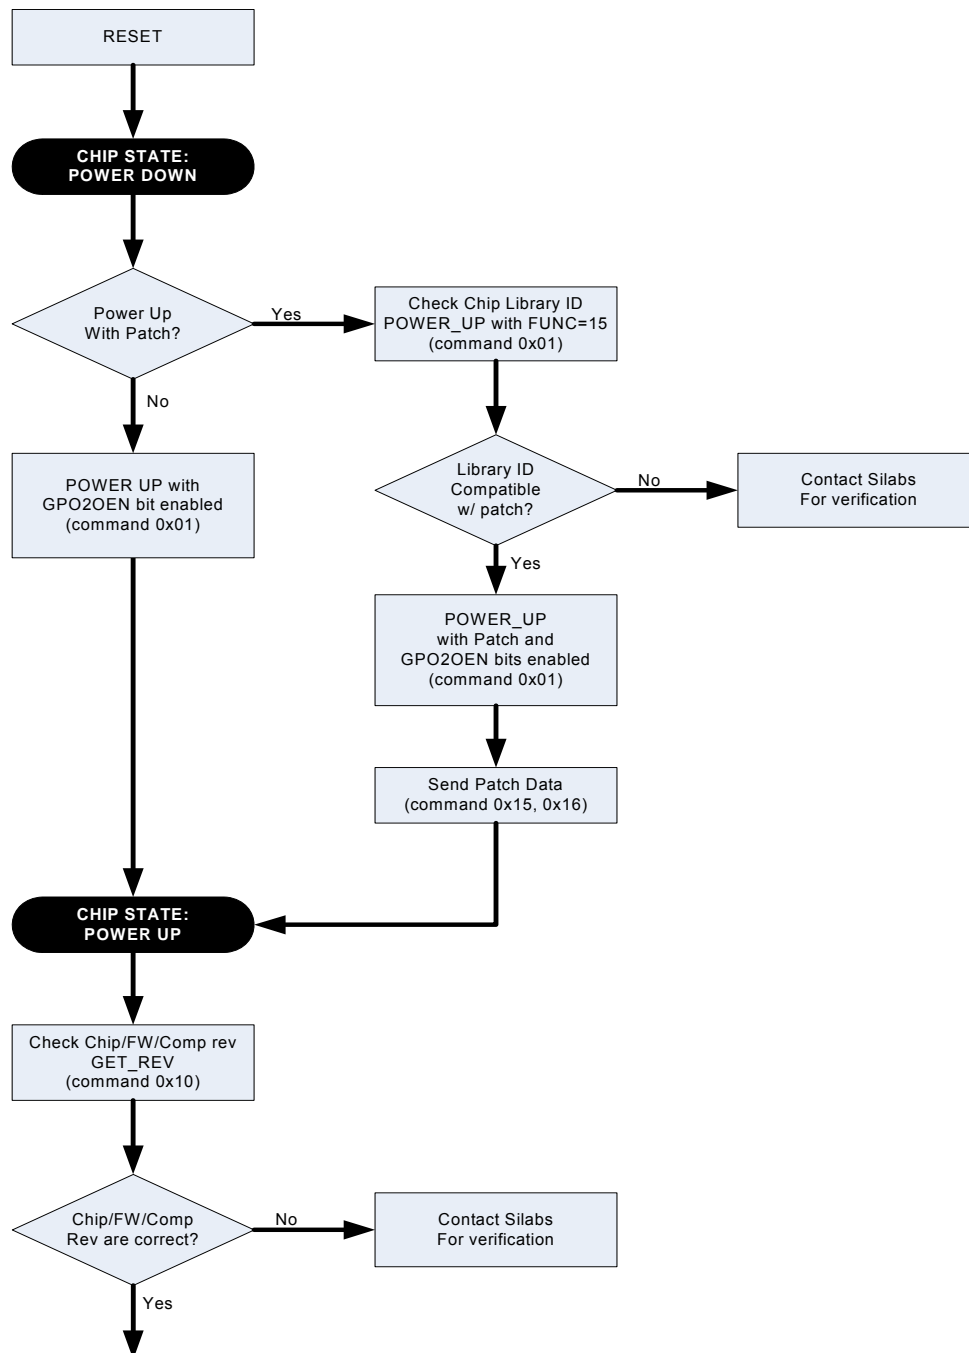 RESET
CHIP STATE:
POWER DOWN
Power Up
With Patch?
Yes
Check Chip Library ID
POWER_UP with FUNC=15
(command 0x01)
No
POWER UP with
GPO2OEN bit enabled
(command 0x01)
Library ID
Compatible
w/ patch?
No
Contact Silabs
For verification
Yes
POWER_UP
with Patch and
GPO2OEN bits enabled
(command 0x01)
Send Patch Data
(command 0x15, 0x16)
CHIP STATE:
POWER UP
Check Chip/FW/Comp rev
GET_REV
(command 0x10)
Chip/FW/Comp
Rev are correct?
No
Contact Silabs
For verification
Yes